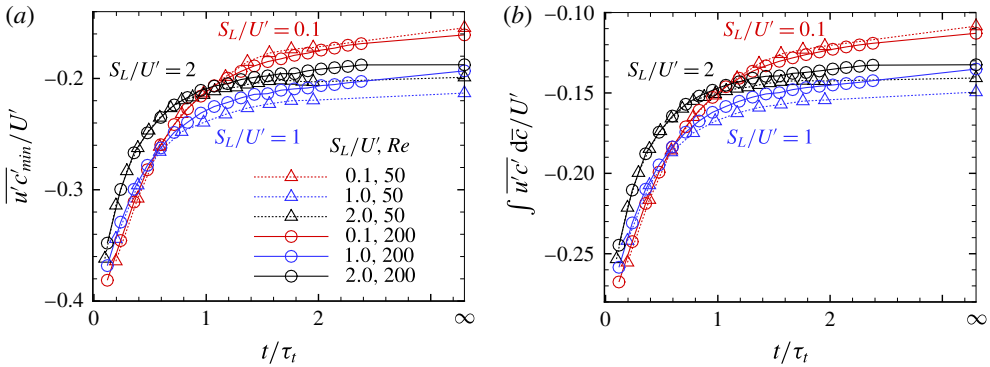 (a)
S_L/U′ = 0.1
S_L/U′ = 2
S_L/U′ = 1
S_L/U′, Re
0.1, 50
1.0, 50
2.0, 50
0.1, 200
1.0, 200
2.0, 200
−0.2
−0.3
−0.4
0 1 2 ∞
t/τ_t
\overline{u′c′}_{min}/U′
(b)
S_L/U′ = 0.1
S_L/U′ = 2
S_L/U′ = 1
−0.10
−0.15
−0.20
−0.25
0 1 2 ∞
t/τ_t
∫ \overline{u′c′} d\overline{c}/U′